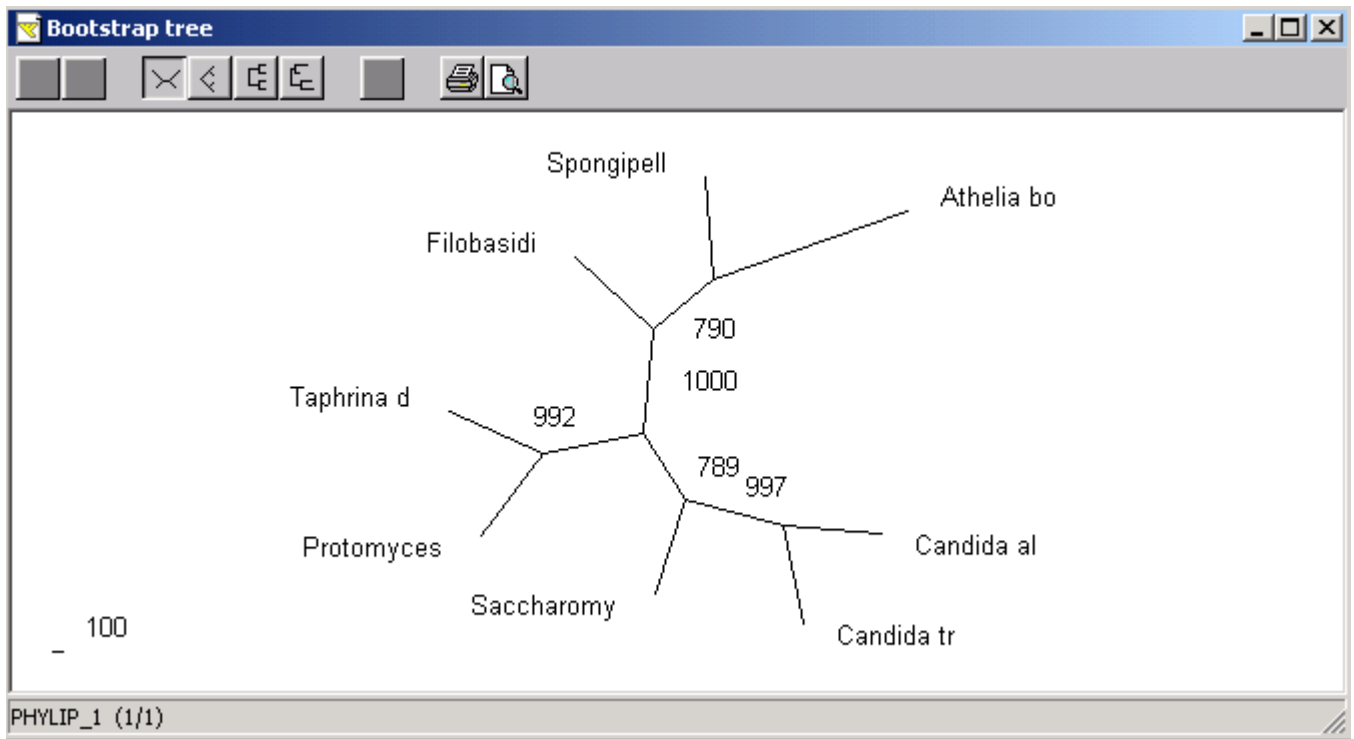 Bootstrap tree
Spongipell
Athelia bo
Filobasidi
790
1000
Taphrina d
992
789
997
Candida al
Protomyces
Saccharomy
100
Candida tr
PHYLIP_1 (1/1)